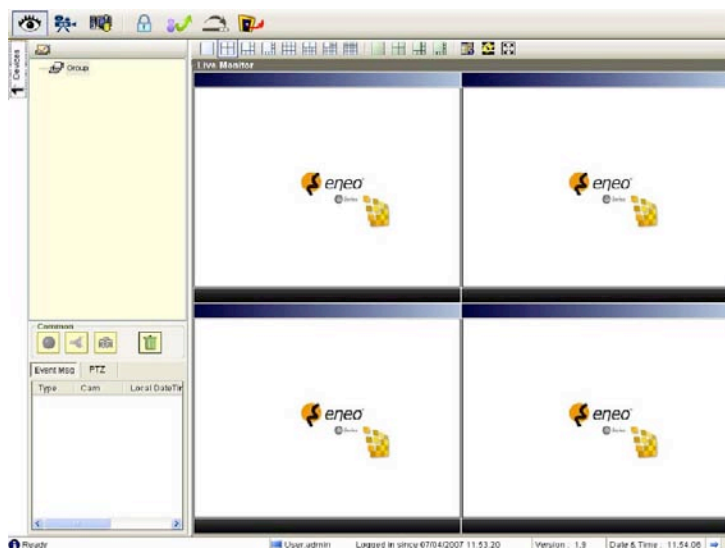 Devices
Group
Live Monitor
eneo
eneo
eneo
eneo
Common
Event Msg
PTZ
Type
Cam
Local DateTir
Ready
User:admin
Logged in since 07/04/2007 11.53.20
Version : 1.9
Date & Time : 11.54.06